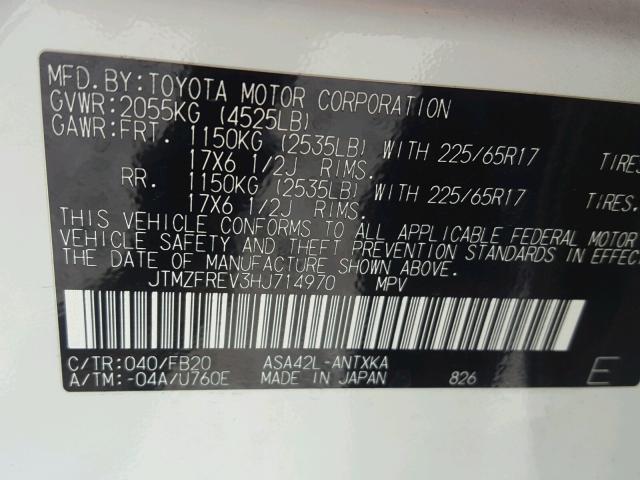 MFD. BY: TOYOTA MOTOR CORPORATION
GVWR: 2055KG (4525LB)
GAWR: FRT. 1150KG (2535LB) WITH 225/65R17 TIRES
17X6 1/2J RIMS.
RR. 1150KG (2535LB) WITH 225/65R17 TIRES.
17X6 1/2J RIMS.
THIS VEHICLE CONFORMS TO ALL APPLICABLE FEDERAL MOTOR
VEHICLE SAFETY AND THEFT PREVENTION STANDARDS IN EFFEC
ON THE DATE OF MANUFACTURE SHOWN ABOVE.
JTMZFREV3HJ714970 MPV
C/TR: 040/FB20 ASA42L-ANTXKA
A/TM: -04A/U760E MADE IN JAPAN 826 E